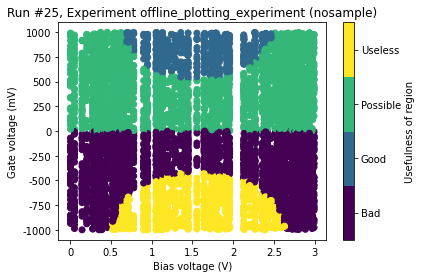 Run #25, Experiment offline_plotting_experiment (nosample)
1000
750
500
250
0
-250
-500
-750
-1000
Gate voltage (mV)
0
0.5
1
1.5
2
2.5
3
Bias voltage (V)
Useless
Possible
Good
Bad
Usefulness of region